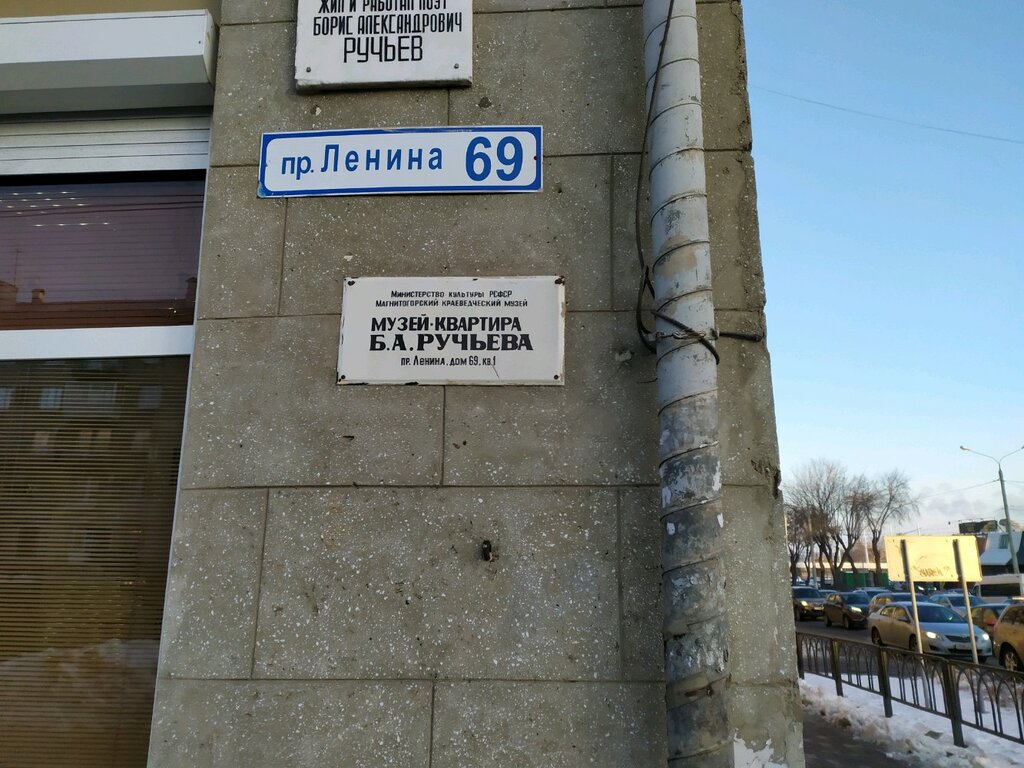 ЖИЛ И РАБОТАЛ ПОЭТ
БОРИС АЛЕКСАНДРОВИЧ
РУЧЬЕВ
пр. Ленина 69
МИНИСТЕРСТВО КУЛЬТУРЫ РСФСР
МАГНИТОГОРСКИЙ КРАЕВЕДЧЕСКИЙ МУЗЕЙ
МУЗЕЙ-КВАРТИРА
Б.А.РУЧЬЕВА
пр. Ленина, дом 69, кв.1